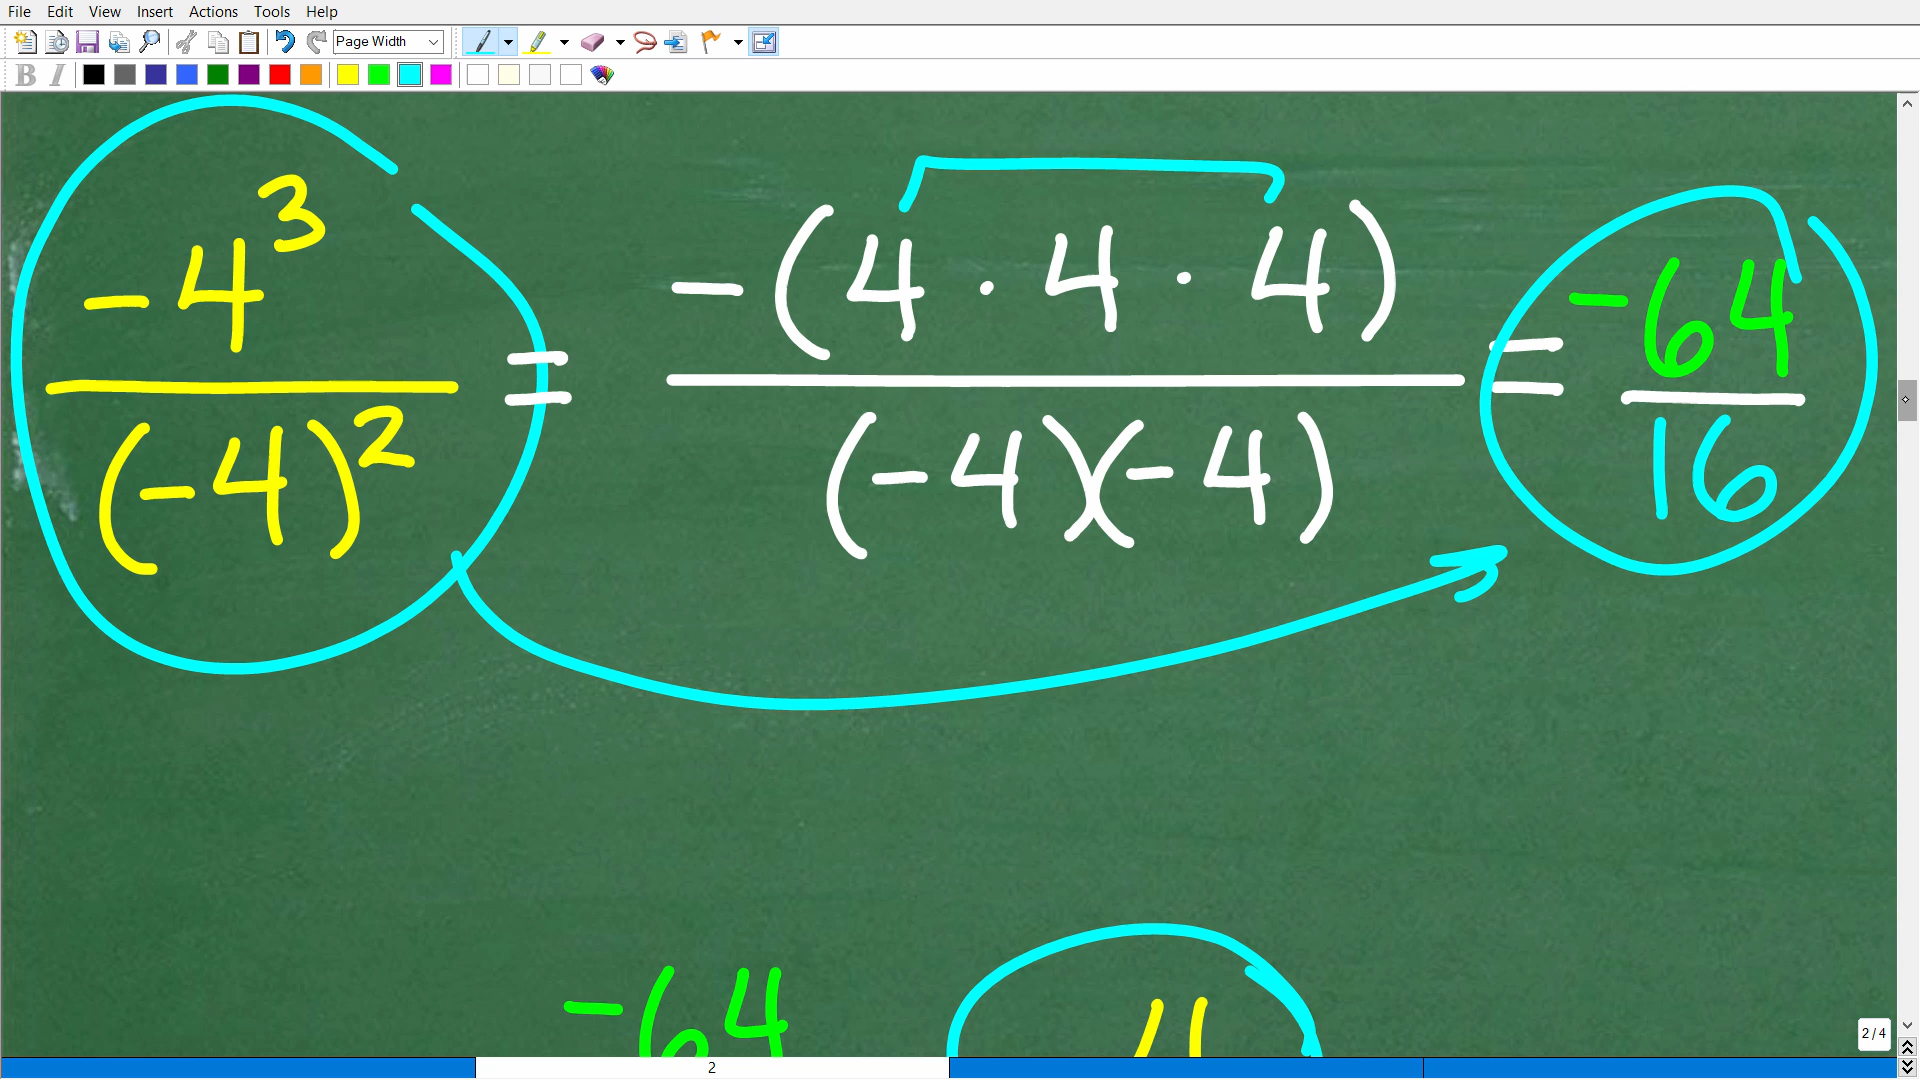 File Edit View Insert Actions Tools Help
Page Width
B I
-4³ / (-4)² = -(4 · 4 · 4) / (-4)(-4) = -64 / 16
-64
2 / 4
2